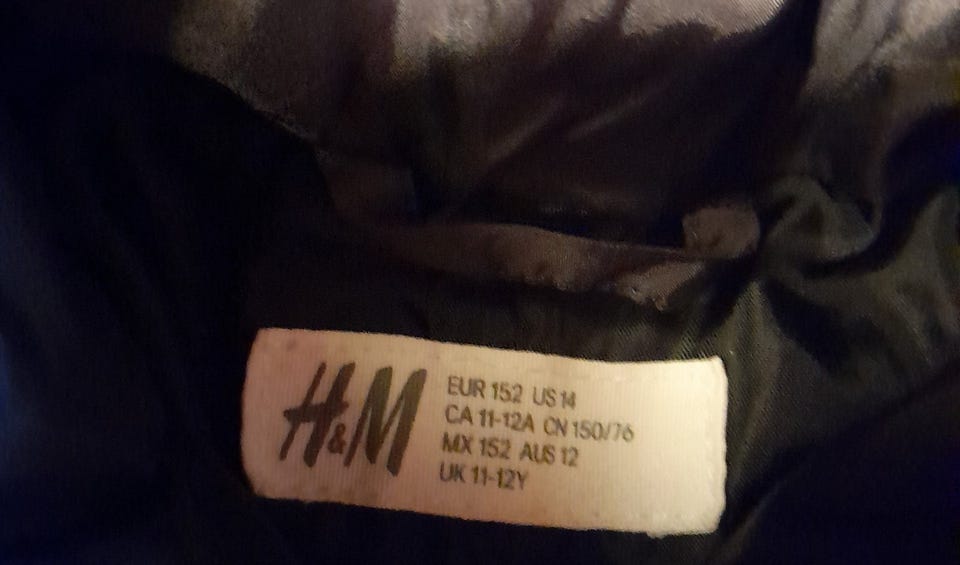 H&M
EUR 152 US 14
CA 11-12A CN 150/76
MX 152 AUS 12
UK 11-12Y